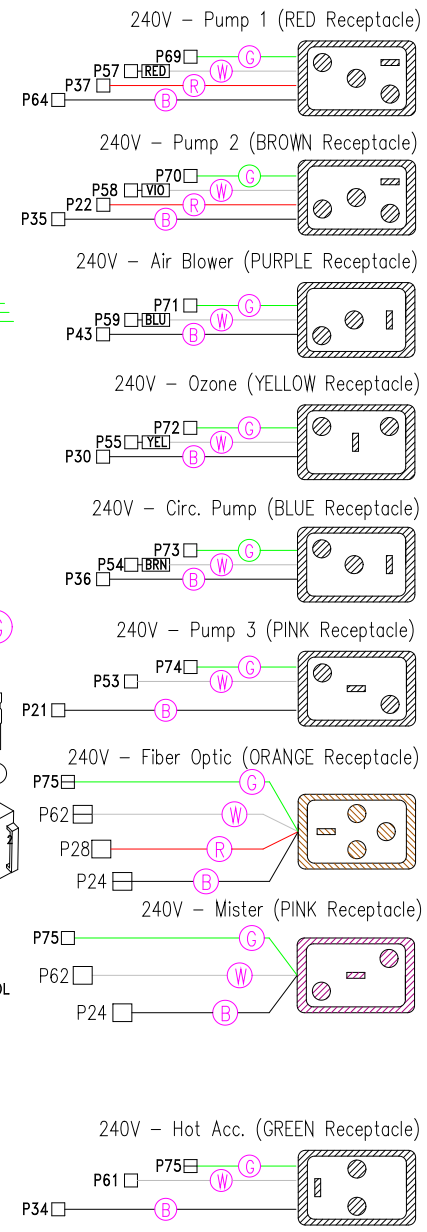 240V - Pump 1 (RED Receptacle)
P69 G
P57 RED W
P37 R
P64 B
240V - Pump 2 (BROWN Receptacle)
P70 G
P58 VIO W
P22 R
P35 B
240V - Air Blower (PURPLE Receptacle)
P71 G
P59 BLU W
P43 B
240V - Ozone (YELLOW Receptacle)
P72 G
P55 YEL W
P30 B
240V - Circ. Pump (BLUE Receptacle)
P73 G
P54 BRN W
P36 B
G
240V - Pump 3 (PINK Receptacle)
P74 G
P53 W
P21 B
240V - Fiber Optic (ORANGE Receptacle)
P75 G
P62 W
P28 R
2
P24 B
240V - Mister (PINK Receptacle)
P75 G
P62 W
OL
P24 B
240V - Hot Acc. (GREEN Receptacle)
P75 G
P61 W
P34 B